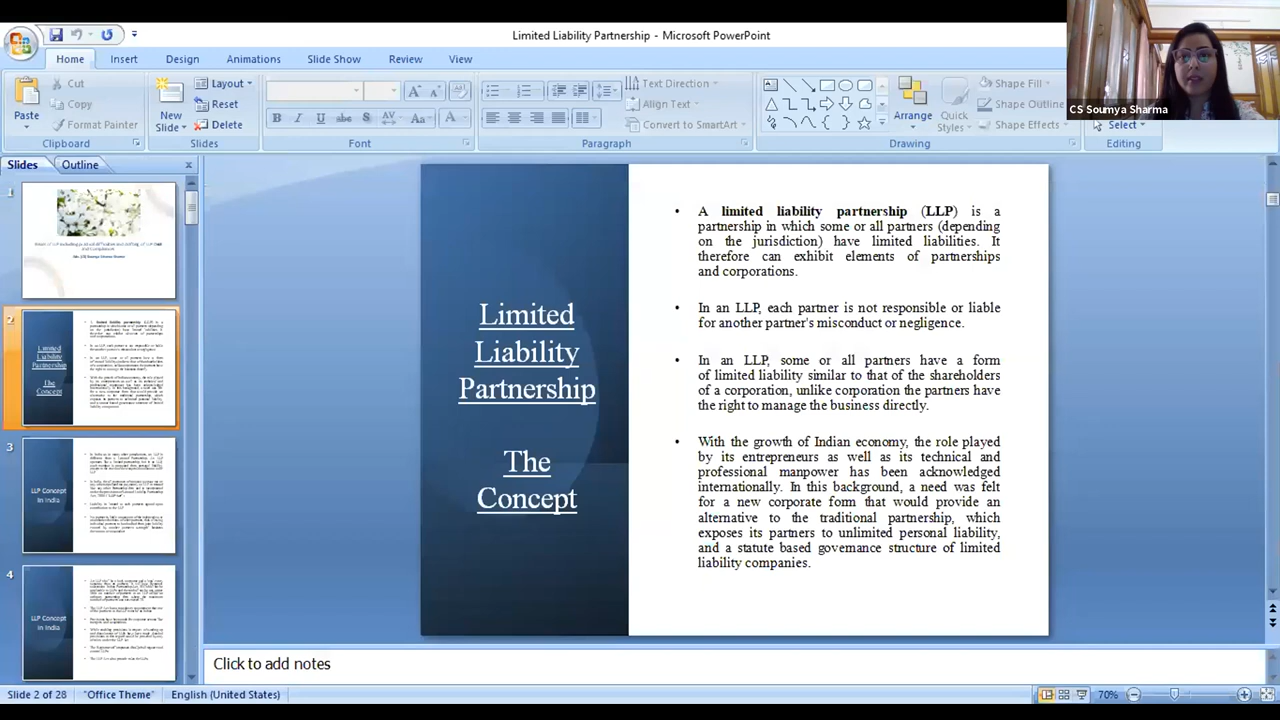 Limited Liability Partnership - Microsoft PowerPoint
Home Insert Design Slide Show Animations Review View
Paste
Cut
Copy
Format Painter
Clipboard
New Slide
Layout
Reset
Delete
Slides
Font
Text Direction
Align Text
Convert to SmartArt
Paragraph
Arrange
Quick Styles
Shape Fill
Shape Outline
Shape Effects
Drawing
Select
Editing
CS Soumya Sharma
Slides Outline
1
2
Limited
Liability
Partnership
The
Concept
3
LLP Concept
In India
4
LLP Concept
In India
Limited
Liability
Partnership
The
Concept
• A limited liability partnership (LLP) is a
partnership in which some or all partners (depending
on the jurisdiction) have limited liabilities. It
therefore can exhibit elements of partnerships
and corporations.
• In an LLP, each partner is not responsible or liable
for another partner's misconduct or negligence.
• In an LLP, some or all partners have a form
of limited liability similar to that of the shareholders
of a corporation, unlike corporation the partners have
the right to manage the business directly.
• With the growth of Indian economy, the role played
by its entrepreneurs as well as its technical and
professional manpower has been acknowledged
internationally. In this background, a need was felt
for a new corporate form that would provide an
alternative to the traditional partnership, which
exposes its partners to unlimited personal liability,
and a statute based governance structure of limited
liability companies.
Click to add notes
Slide 2 of 28 "Office Theme" English (United States) 70%